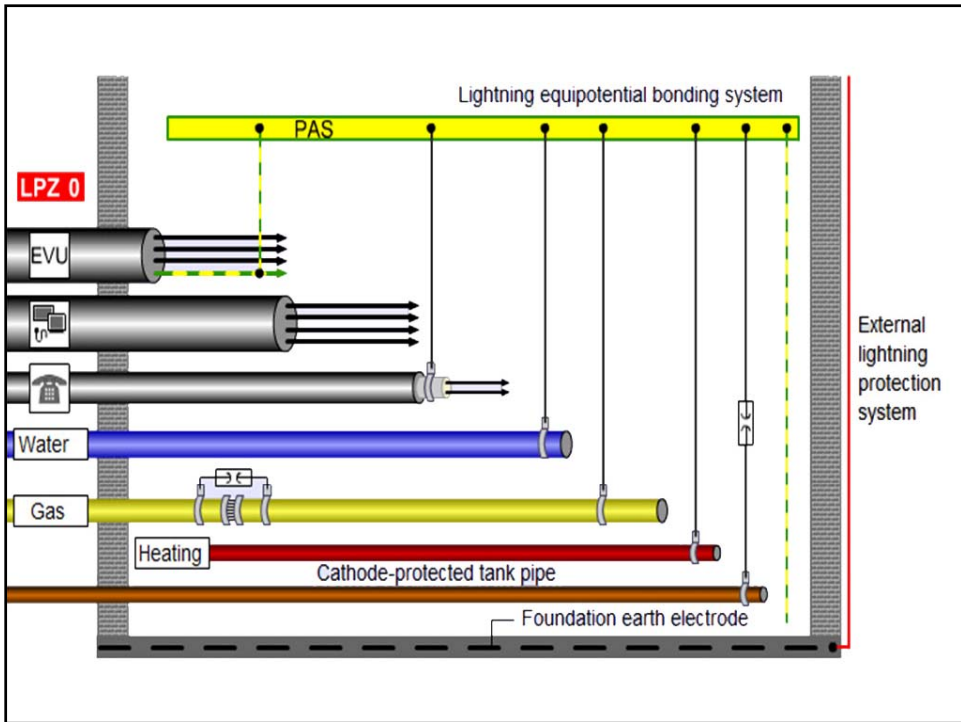 Lightning equipotential bonding system
PAS
LPZ 0
EVU
External
lightning
protection
system
Water
Gas
Heating
Cathode-protected tank pipe
Foundation earth electrode